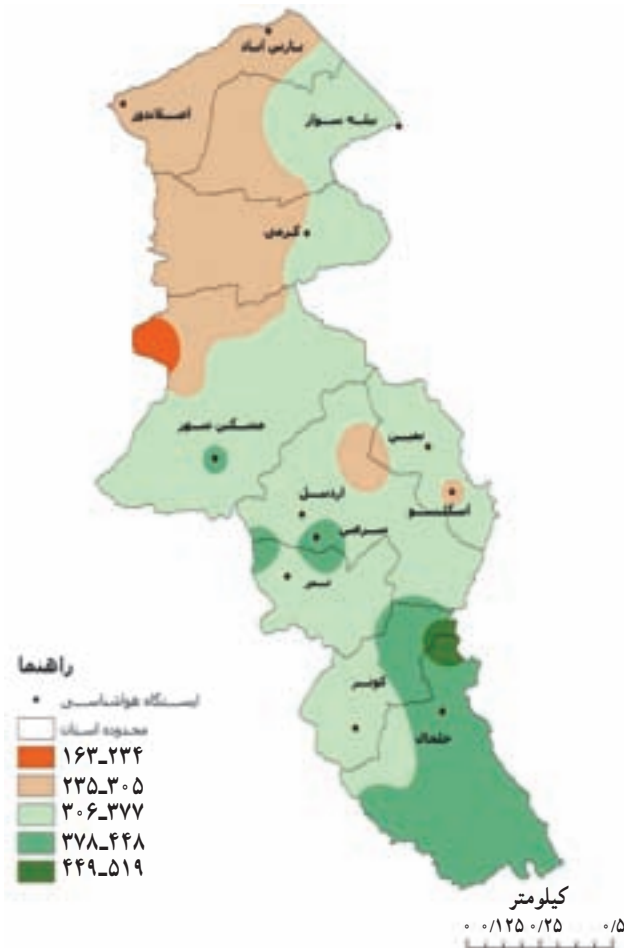 پارس آباد
اصلاندوز
بیله سوار
گرمی
مشگین شهر
نمین
اردبیل
سرعین
نیر
کوثر
خلخال
راهنما
ایستگاه هواشناسی
محدوده استان
۱۶۳_۲۳۴
۲۳۵_۳۰۵
۳۰۶_۳۷۷
۳۷۸_۴۴۸
۴۴۹_۵۱۹
کیلومتر
۰ ۰/۱۲۵ ۰/۲۵ ۰/۵